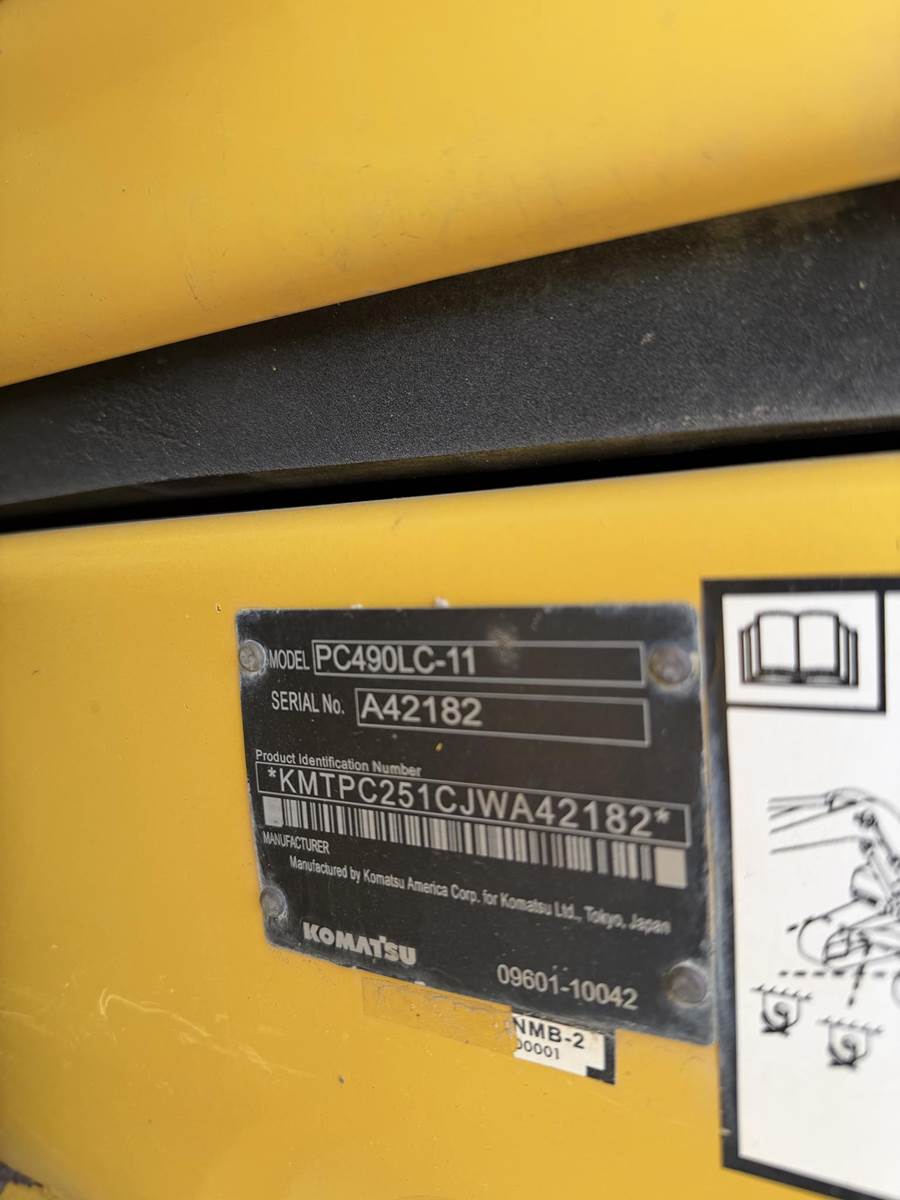 MODEL PC490LC-11
SERIAL No. A42182
Product Identification Number
*KMTPC251CJWA42182*
MANUFACTURER
Manufactured by Komatsu America Corp. for Komatsu Ltd., Tokyo, Japan
KOMATSU
09601-10042
NMB-2
00001